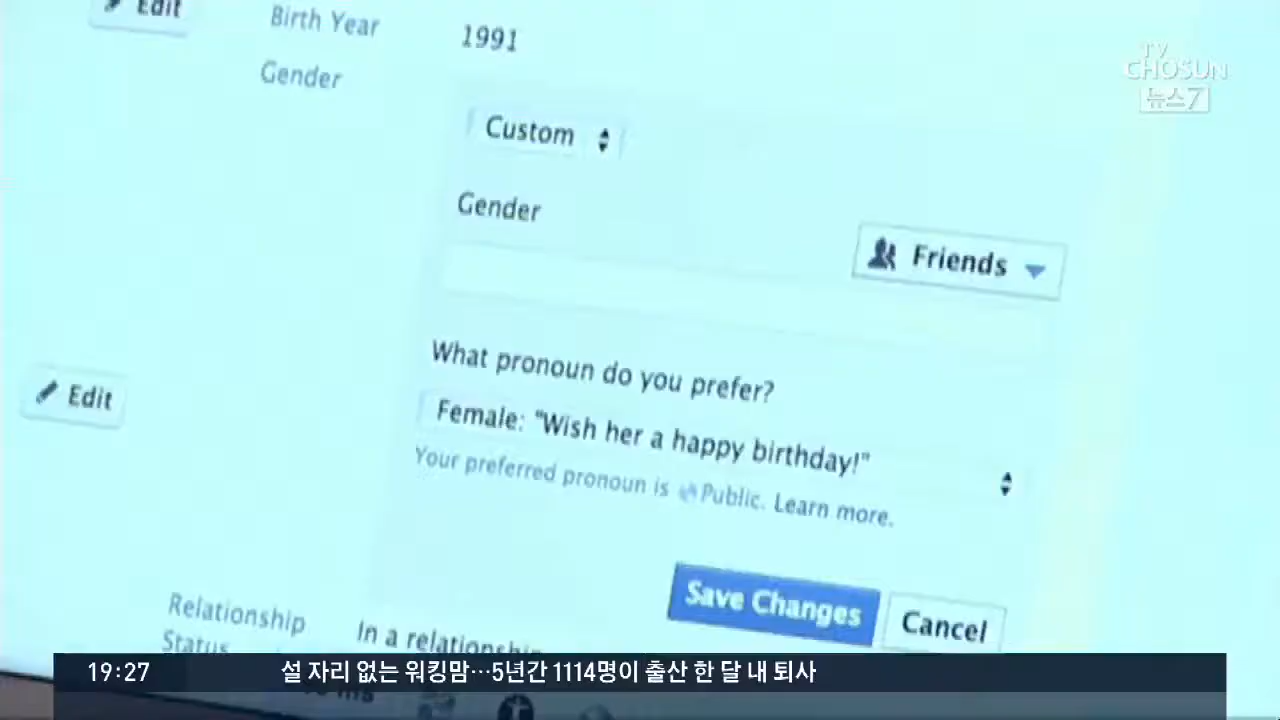 Edit
Birth Year 1991
TV CHOSUN
뉴스7
Gender
Custom
Gender
Friends
What pronoun do you prefer?
Edit
Female: "Wish her a happy birthday!"
Your preferred pronoun is Public. Learn more.
Save Changes Cancel
Relationship Status In a relationship
19:27 설 자리 없는 워킹맘…5년간 1114명이 출산 한 달 내 퇴사